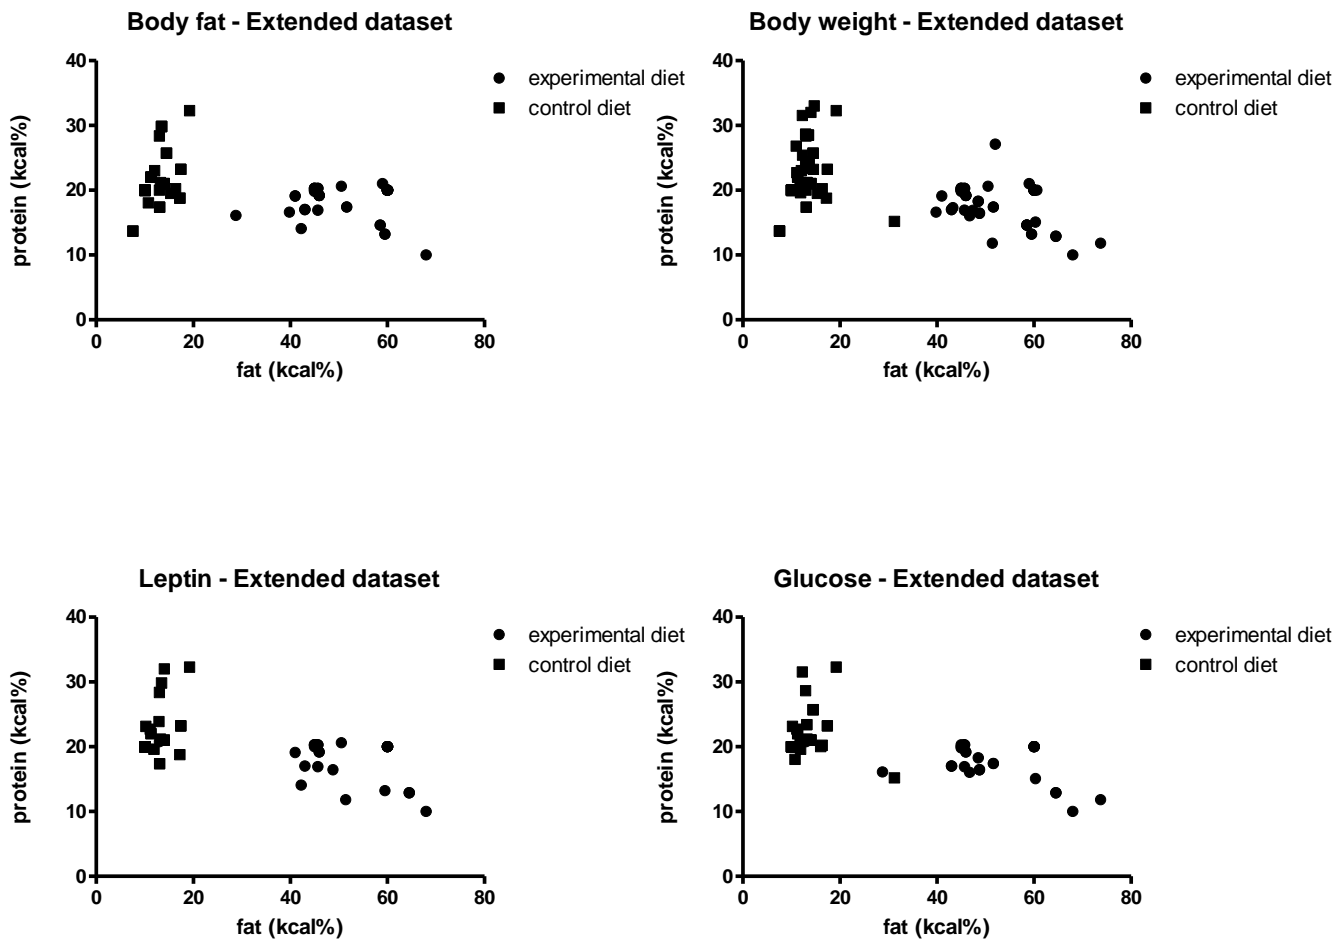 Body fat - Extended dataset
40
30
20
10
0
protein (kcal%)
0 20 40 60 80
fat (kcal%)
experimental diet
control diet
Body weight - Extended dataset
40
30
20
10
0
protein (kcal%)
0 20 40 60 80
fat (kcal%)
experimental diet
control diet
Leptin - Extended dataset
40
30
20
10
0
protein (kcal%)
0 20 40 60 80
fat (kcal%)
experimental diet
control diet
Glucose - Extended dataset
40
30
20
10
0
protein (kcal%)
0 20 40 60 80
fat (kcal%)
experimental diet
control diet